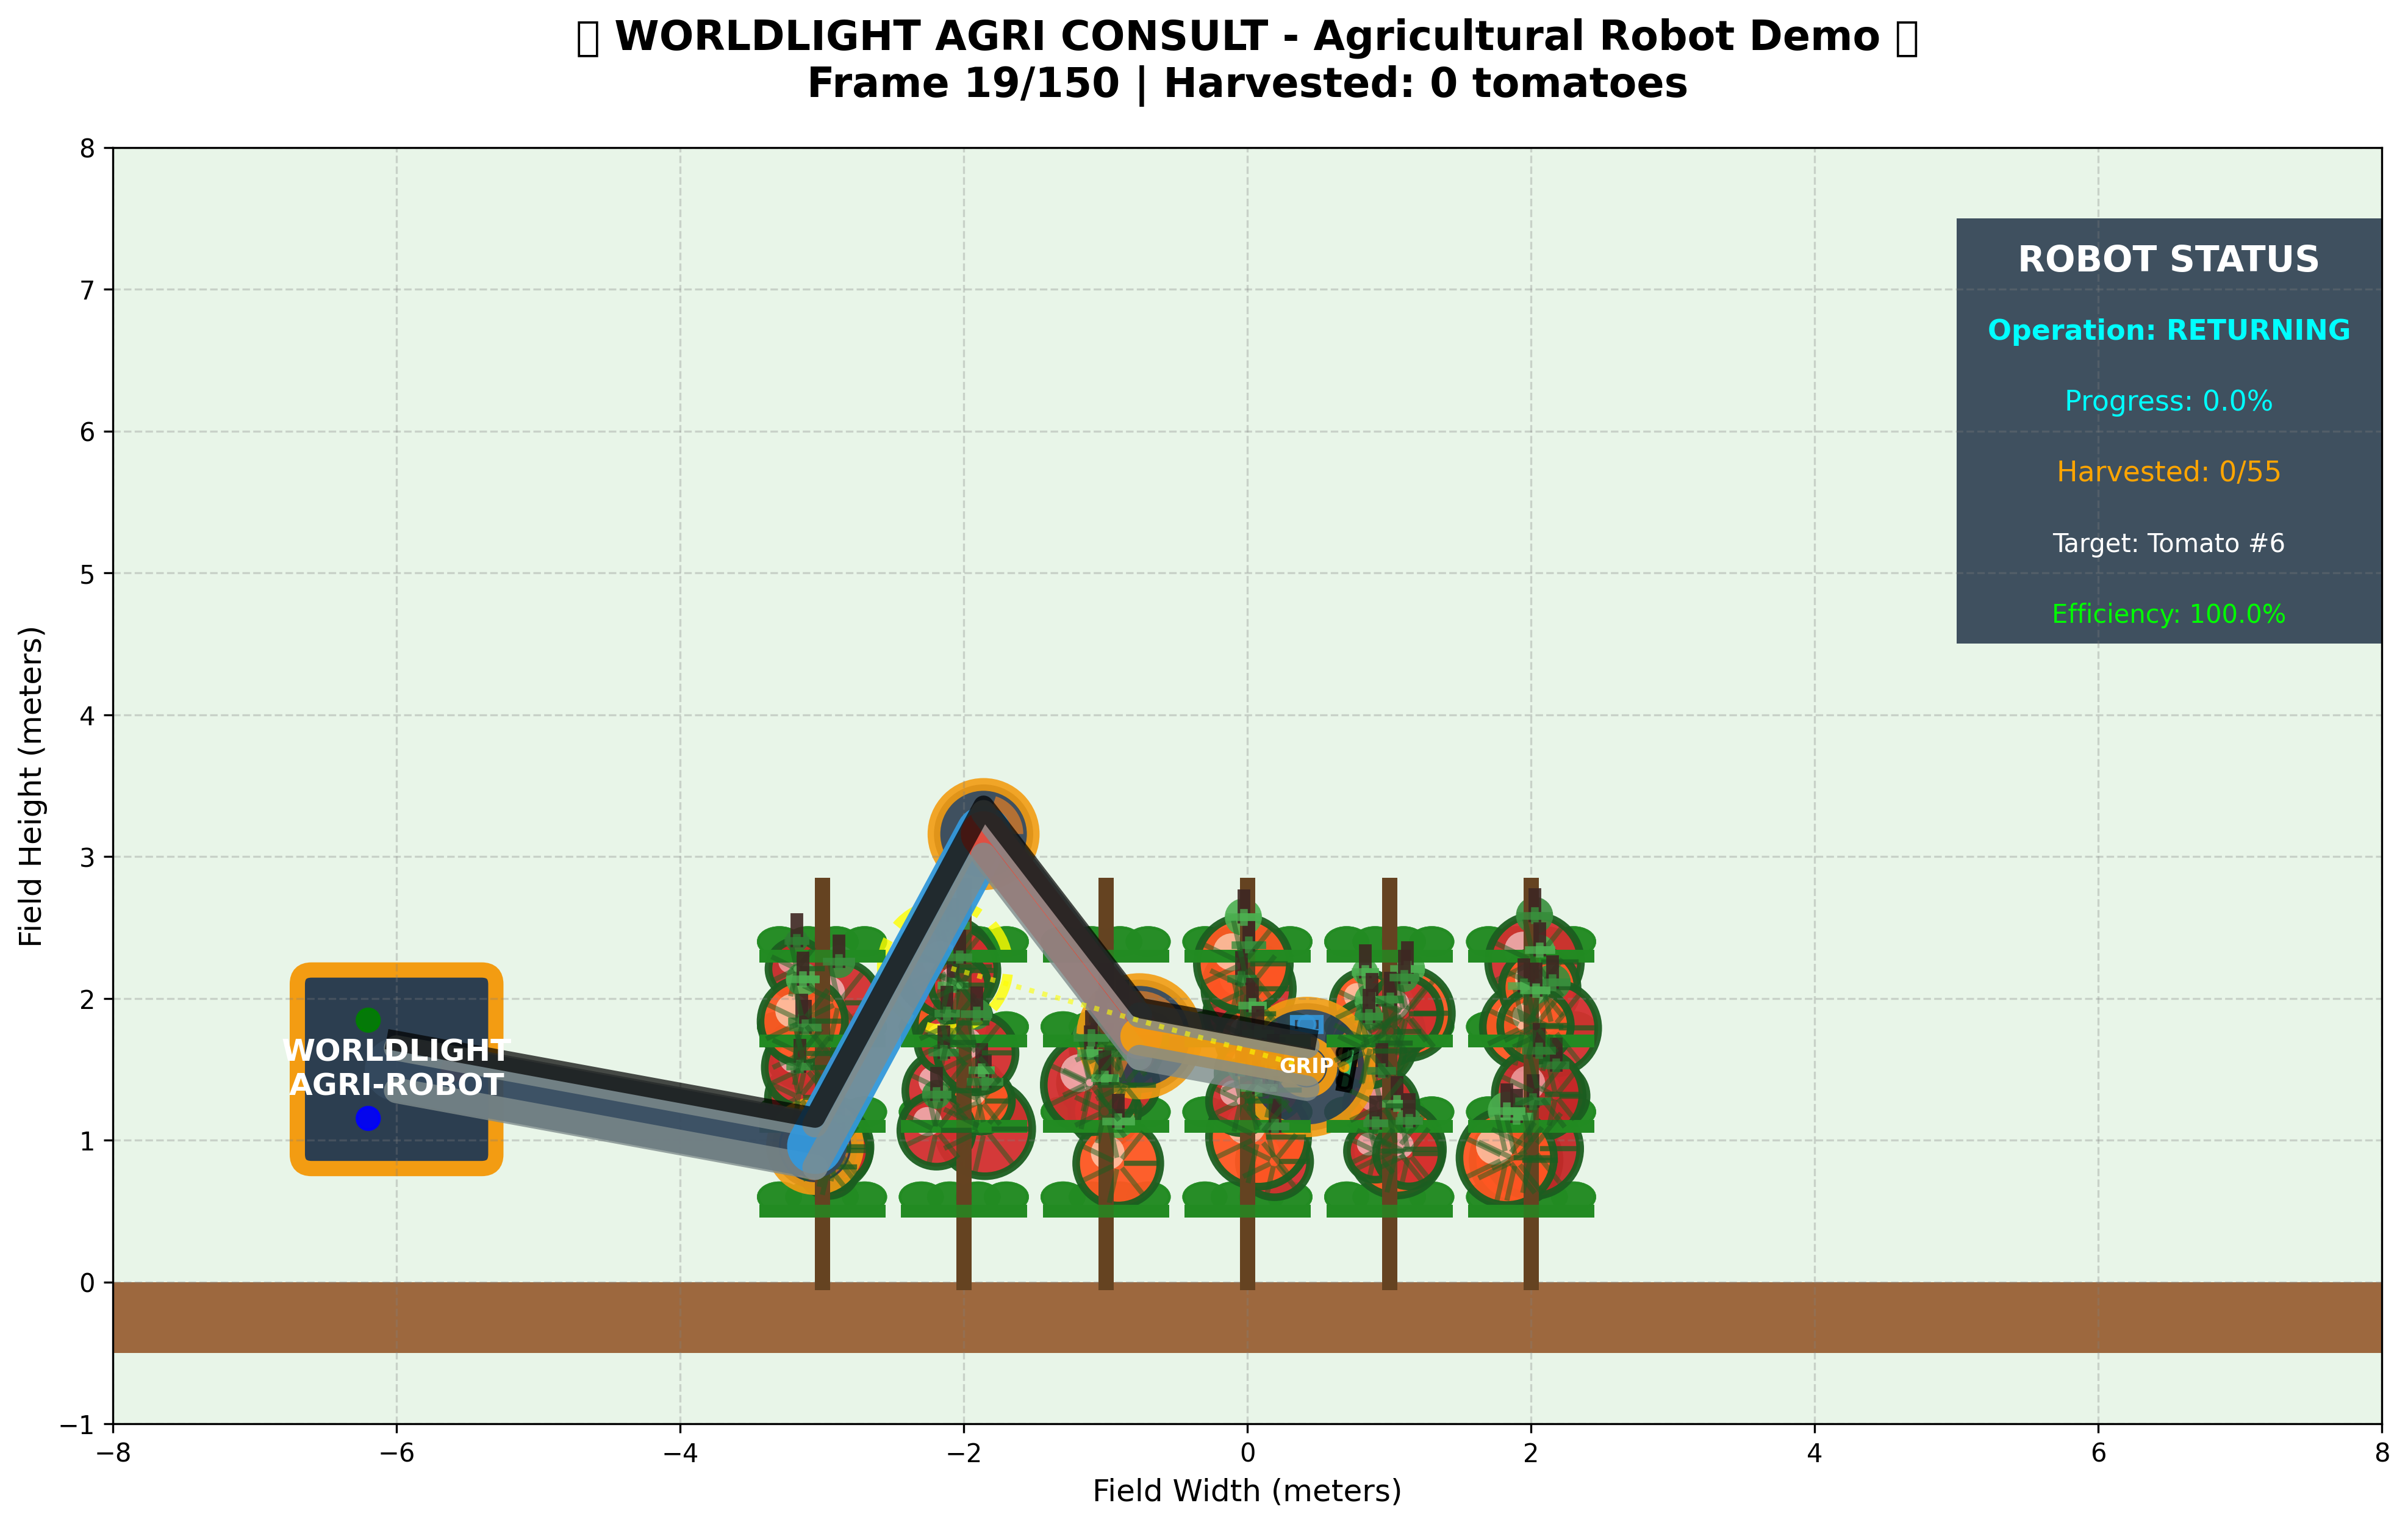 WORLDLIGHT AGRI CONSULT - Agricultural Robot Demo
Frame 19/150 | Harvested: 0 tomatoes
8
7
6
5
4
3
2
1
0
−1
Field Height (meters)
ROBOT STATUS
Operation: RETURNING
Progress: 0.0%
Harvested: 0/55
Target: Tomato #6
Efficiency: 100.0%
WORLDLIGHT
AGRI-ROBOT
GRIP
−8 −6 −4 −2 0 2 4 6 8
Field Width (meters)